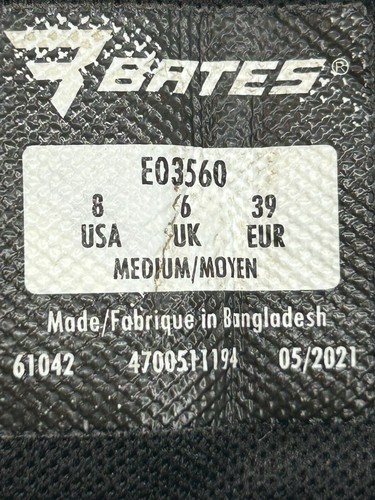 BATES®
E03560
8 6 39
USA UK EUR
MEDIUM/MOYEN
Made/Fabrique in Bangladesh
61042 4700511194 05/2021